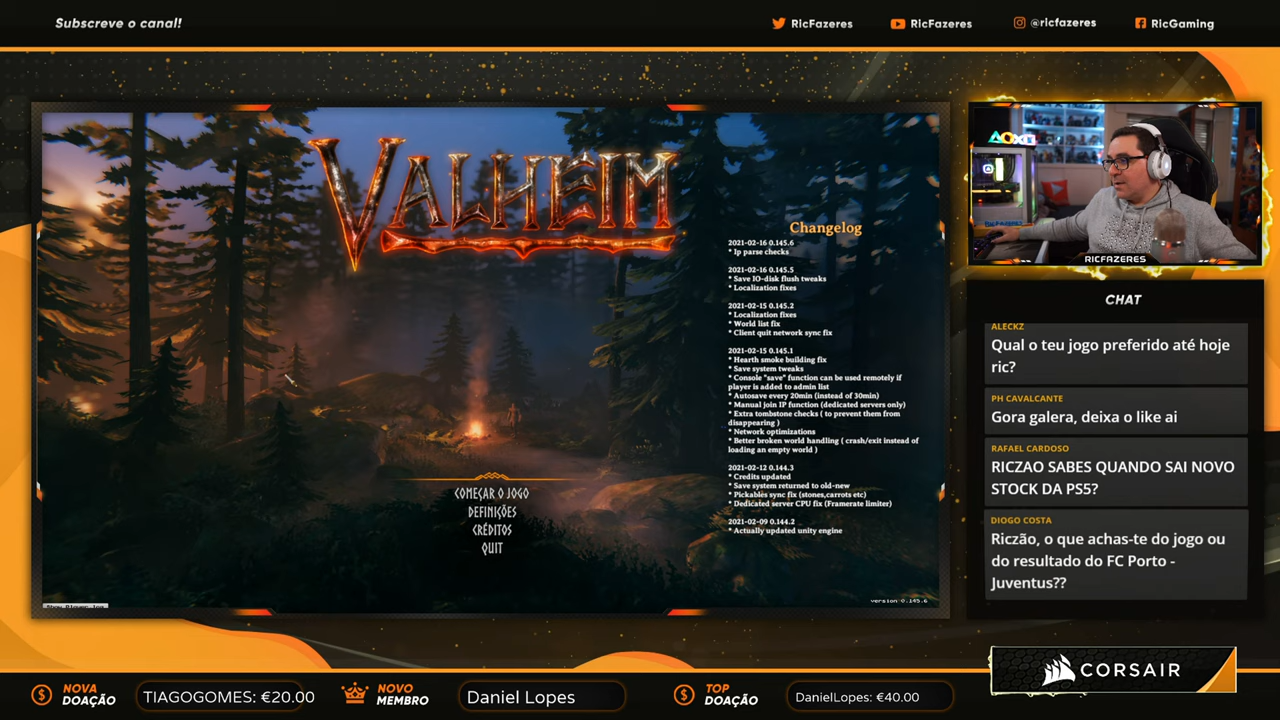 Subscreve o canal!
RicFazeres
RicFazeres
@ricfazeres
RicGaming
VALHEIM
Changelog
2021-02-16 0.145.6
* Ip parse checks
2021-02-16 0.145.5
* Save IO-disk flush tweaks
* Localization fixes
2021-02-15 0.145.2
* Localization fixes
* World list fix
* Client quit network sync fix
2021-02-15 0.145.1
* Hearth smoke building fix
* Save system tweaks
* Console "save" function can be used remotely if
player is added to admin list
* Autosave every 20min (instead of 30min)
* Manual join IP function (dedicated servers only)
* Extra tombstone checks ( to prevent them from
disappearing )
* Network optimizations
* Better broken world handling ( crash/exit instead of
loading an empty world )
2021-02-12 0.144.3
* Credits updated
* Save system returned to old-new
* Pickables sync fix (stones,carrots etc)
* Dedicated server CPU fix (Framerate limiter)
2021-02-09 0.144.2
* Actually updated unity engine
COMEÇAR O JOGO
DEFINIÇÕES
CRÉDITOS
QUIT
Show Player.log
version 0.145.6
RICFAZERES
CHAT
ALECKZ
Qual o teu jogo preferido até hoje
ric?
PH CAVALCANTE
Gora galera, deixa o like ai
RAFAEL CARDOSO
RICZAO SABES QUANDO SAI NOVO
STOCK DA PS5?
DIOGO COSTA
Riczão, o que achas-te do jogo ou
do resultado do FC Porto -
Juventus??
CORSAIR
NOVA
DOAÇÃO
TIAGOGOMES: €20.00
NOVO
MEMBRO
Daniel Lopes
TOP
DOAÇÃO
DanielLopes: €40.00